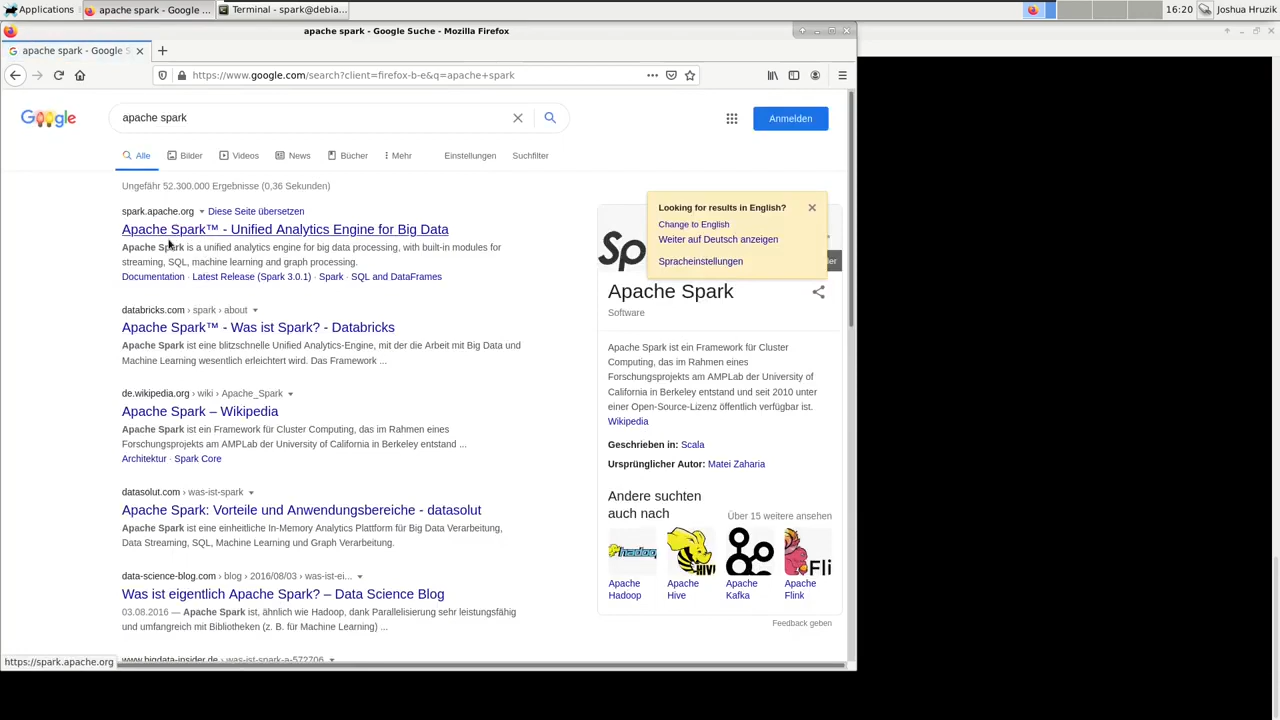 Applications
apache spark - Google ...
Terminal - spark@debia...
16:20
Joshua Hruzik
apache spark - Google Suche - Mozilla Firefox
apache spark - Google S
https://www.google.com/search?client=firefox-b-e&q=apache+spark
Google
apache spark
Anmelden
Alle
Bilder
Videos
News
Bücher
Mehr
Einstellungen
Suchfilter
Ungefähr 52.300.000 Ergebnisse (0,36 Sekunden)
spark.apache.org
Diese Seite übersetzen
Apache Spark™ - Unified Analytics Engine for Big Data
Apache Spark is a unified analytics engine for big data processing, with built-in modules for
streaming, SQL, machine learning and graph processing.
Documentation · Latest Release (Spark 3.0.1) · Spark · SQL and DataFrames
databricks.com › spark › about
Apache Spark™ - Was ist Spark? - Databricks
Apache Spark ist eine blitzschnelle Unified Analytics-Engine, mit der die Arbeit mit Big Data und
Machine Learning wesentlich erleichtert wird. Das Framework ...
de.wikipedia.org › wiki › Apache_Spark
Apache Spark – Wikipedia
Apache Spark ist ein Framework für Cluster Computing, das im Rahmen eines
Forschungsprojekts am AMPLab der University of California in Berkeley entstand ...
Architektur · Spark Core
datasolut.com › was-ist-spark
Apache Spark: Vorteile und Anwendungsbereiche - datasolut
Apache Spark ist eine einheitliche In-Memory Analytics Plattform für Big Data Verarbeitung,
Data Streaming, SQL, Machine Learning und Graph Verarbeitung.
data-science-blog.com › blog › 2016/08/03 › was-ist-ei...
Was ist eigentlich Apache Spark? – Data Science Blog
03.08.2016 — Apache Spark ist, ähnlich wie Hadoop, dank Parallelisierung sehr leistungsfähig
und umfangreich mit Bibliotheken (z. B. für Machine Learning) ...
www.bigdata-insider.de › was-ist-spark-a-572706
https://spark.apache.org
Looking for results in English?
Change to English
Weiter auf Deutsch anzeigen
Spracheinstellungen
Sp
er
Apache Spark
Software
Apache Spark ist ein Framework für Cluster
Computing, das im Rahmen eines
Forschungsprojekts am AMPLab der University of
California in Berkeley entstand und seit 2010 unter
einer Open-Source-Lizenz öffentlich verfügbar ist.
Wikipedia
Geschrieben in: Scala
Ursprünglicher Autor: Matei Zaharia
Andere suchten
auch nach
Über 15 weitere ansehen
hadoop
HIVE
Fli
Apache
Hadoop
Apache
Hive
Apache
Kafka
Apache
Flink
Feedback geben